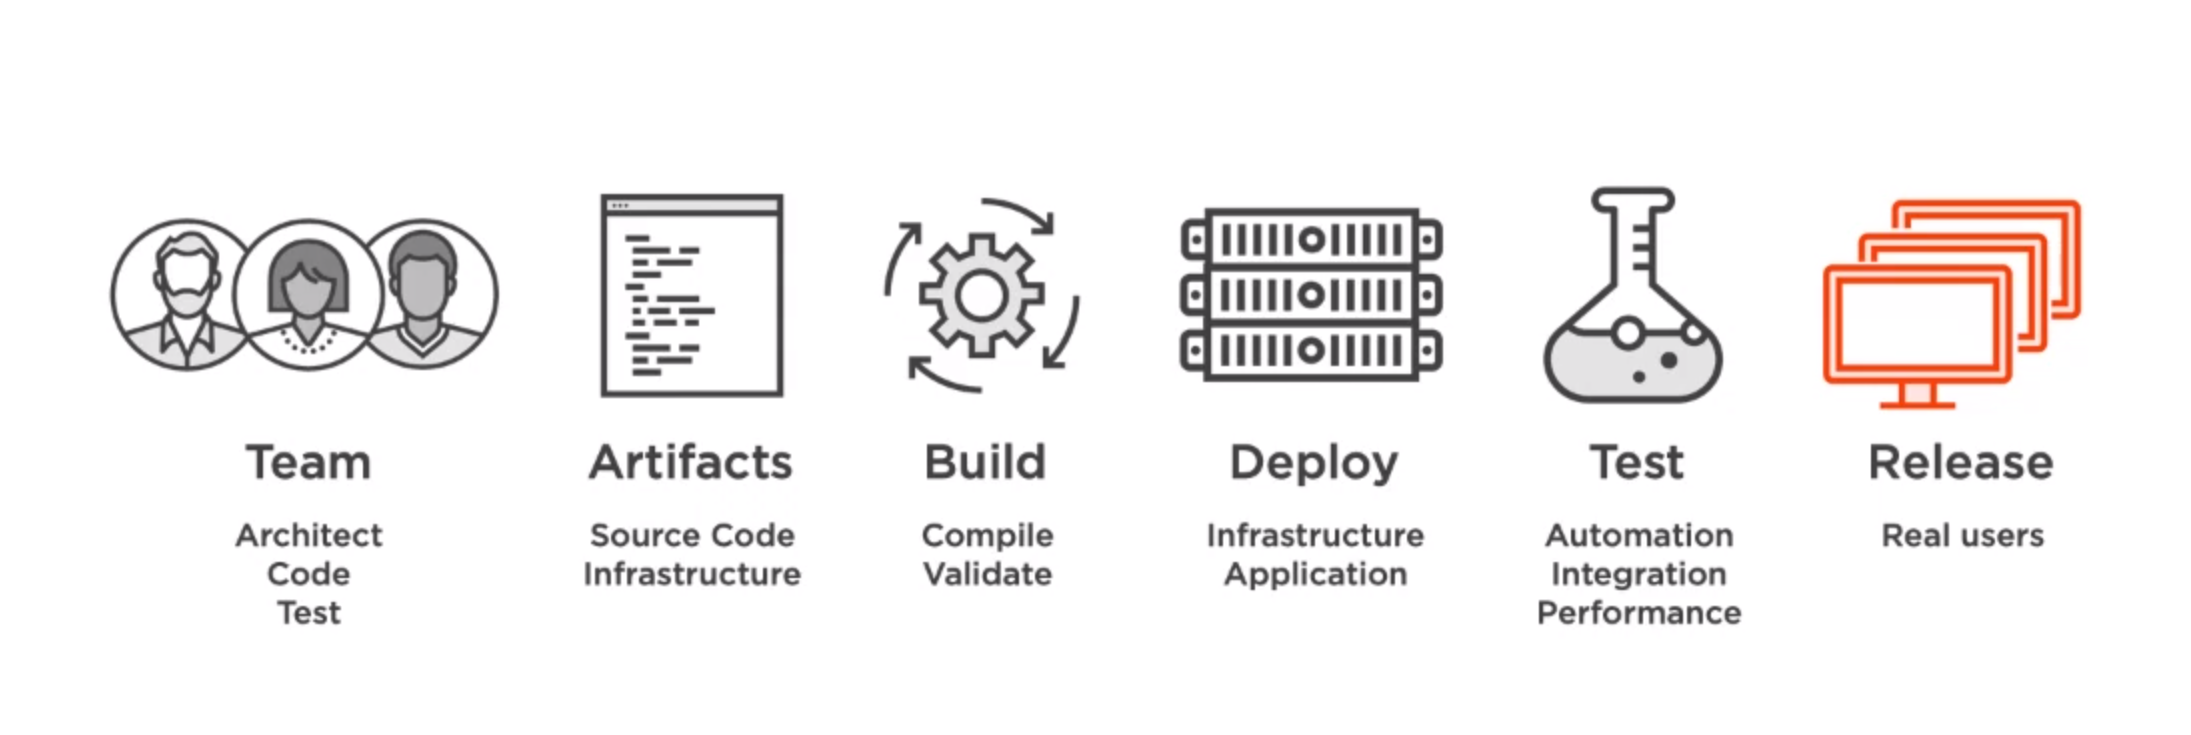 Team
Architect
Code
Test
Artifacts
Source Code
Infrastructure
Build
Compile
Validate
Deploy
Infrastructure
Application
Test
Automation
Integration
Performance
Release
Real users